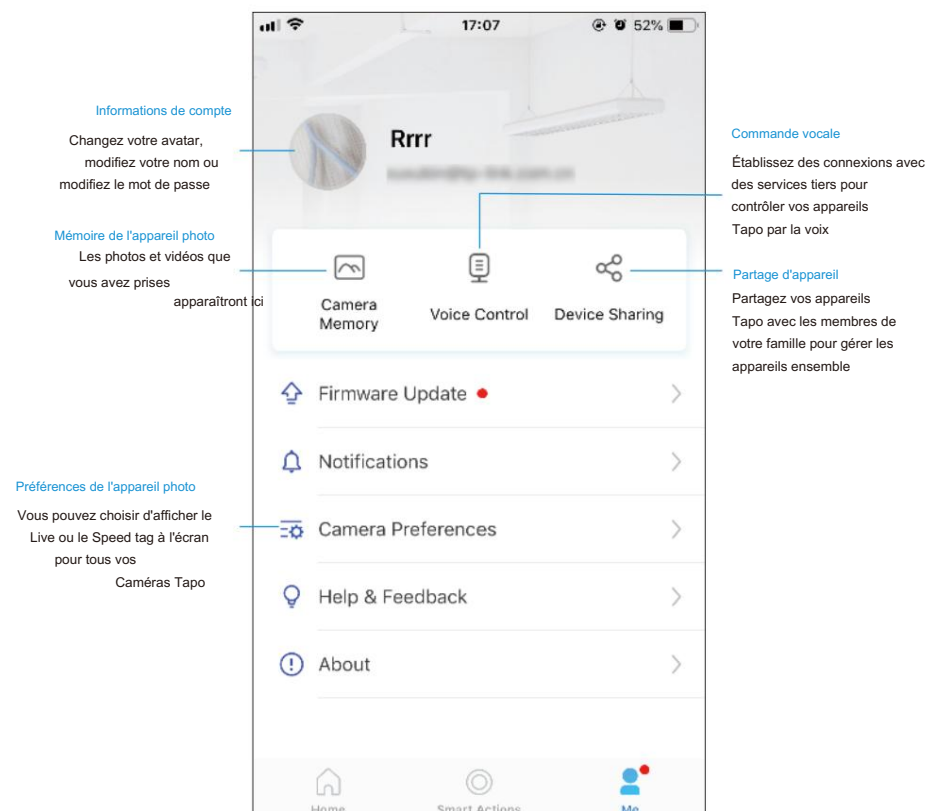 17:07
52%
Rrrr
Informations de compte
Changez votre avatar,
modifiez votre nom ou
modifiez le mot de passe
Mémoire de l'appareil photo
Les photos et vidéos que
vous avez prises
apparaîtront ici
Commande vocale
Établissez des connexions avec
des services tiers pour
contrôler vos appareils
Tapo par la voix
Partage d'appareil
Partagez vos appareils
Tapo avec les membres de
votre famille pour gérer les
appareils ensemble
Camera
Memory
Voice Control
Device Sharing
Firmware Update
Notifications
Préférences de l'appareil photo
Vous pouvez choisir d'afficher le
Live ou le Speed tag à l'écran
pour tous vos
Caméras Tapo
Camera Preferences
Help & Feedback
About
Home
Smart Actions
Me